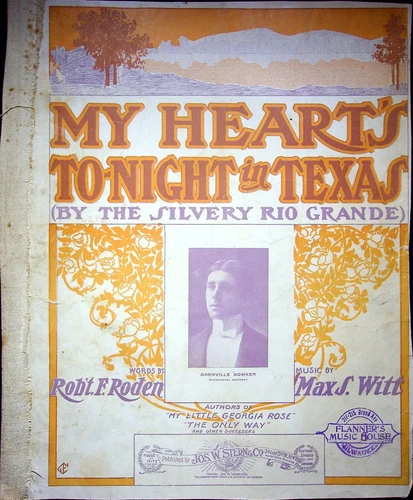 MY HEART'S
TO-NIGHT in TEXAS
(BY THE SILVERY RIO GRANDE)
GRENVILLE BOWKER
WORDS BY
Rob't. F. Roden
MUSIC BY
Max S. Witt
AUTHORS OF
"MY LITTLE GEORGIA ROSE"
"THE ONLY WAY"
AND OTHER SUCCESSES
FLANNER'S
MUSIC HOUSE
MILWAUKEE
Published by JOS. W. STERN & CO